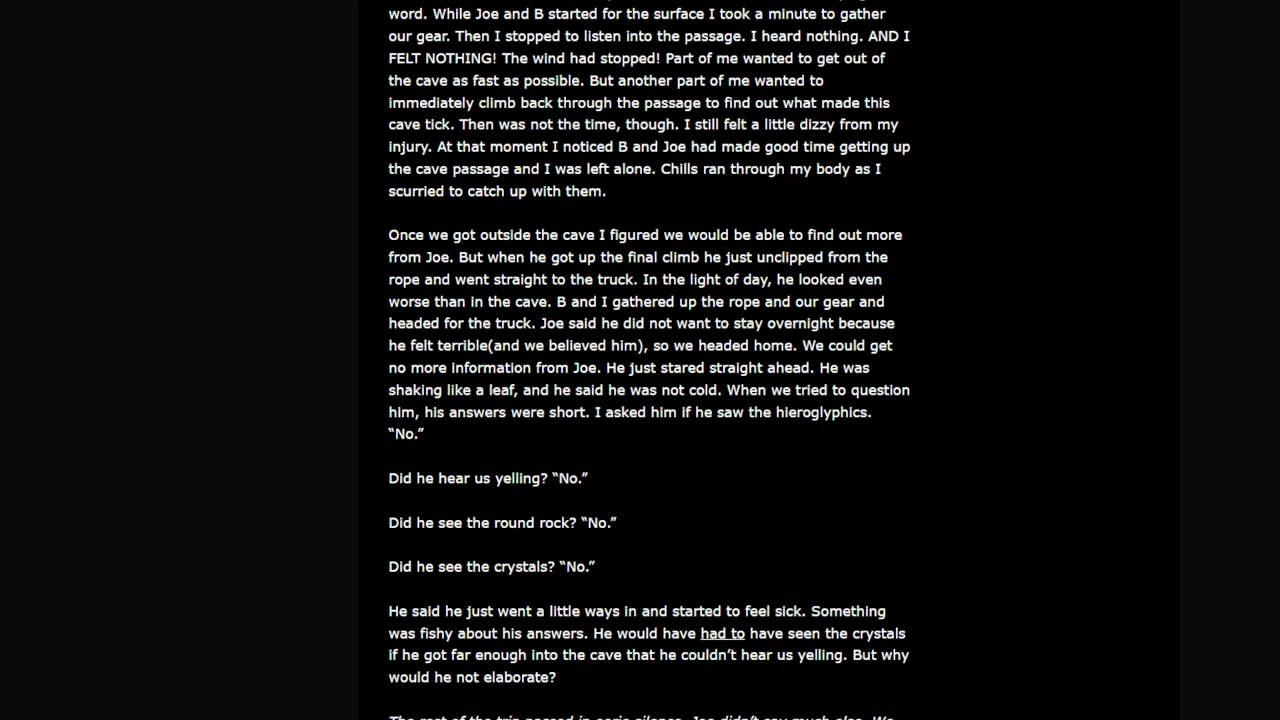 word. While Joe and B started for the surface I took a minute to gather
our gear. Then I stopped to listen into the passage. I heard nothing. AND I
FELT NOTHING! The wind had stopped! Part of me wanted to get out of
the cave as fast as possible. But another part of me wanted to
immediately climb back through the passage to find out what made this
cave tick. Then was not the time, though. I still felt a little dizzy from my
injury. At that moment I noticed B and Joe had made good time getting up
the cave passage and I was left alone. Chills ran through my body as I
scurried to catch up with them.
Once we got outside the cave I figured we would be able to find out more
from Joe. But when he got up the final climb he just unclipped from the
rope and went straight to the truck. In the light of day, he looked even
worse than in the cave. B and I gathered up the rope and our gear and
headed for the truck. Joe said he did not want to stay overnight because
he felt terrible(and we believed him), so we headed home. We could get
no more information from Joe. He just stared straight ahead. He was
shaking like a leaf, and he said he was not cold. When we tried to question
him, his answers were short. I asked him if he saw the hieroglyphics.
“No.”
Did he hear us yelling? “No.”
Did he see the round rock? “No.”
Did he see the crystals? “No.”
He said he just went a little ways in and started to feel sick. Something
was fishy about his answers. He would have had to have seen the crystals
if he got far enough into the cave that he couldn’t hear us yelling. But why
would he not elaborate?
The rest of the trip passed in eerie silence. Joe didn’t say much else. We